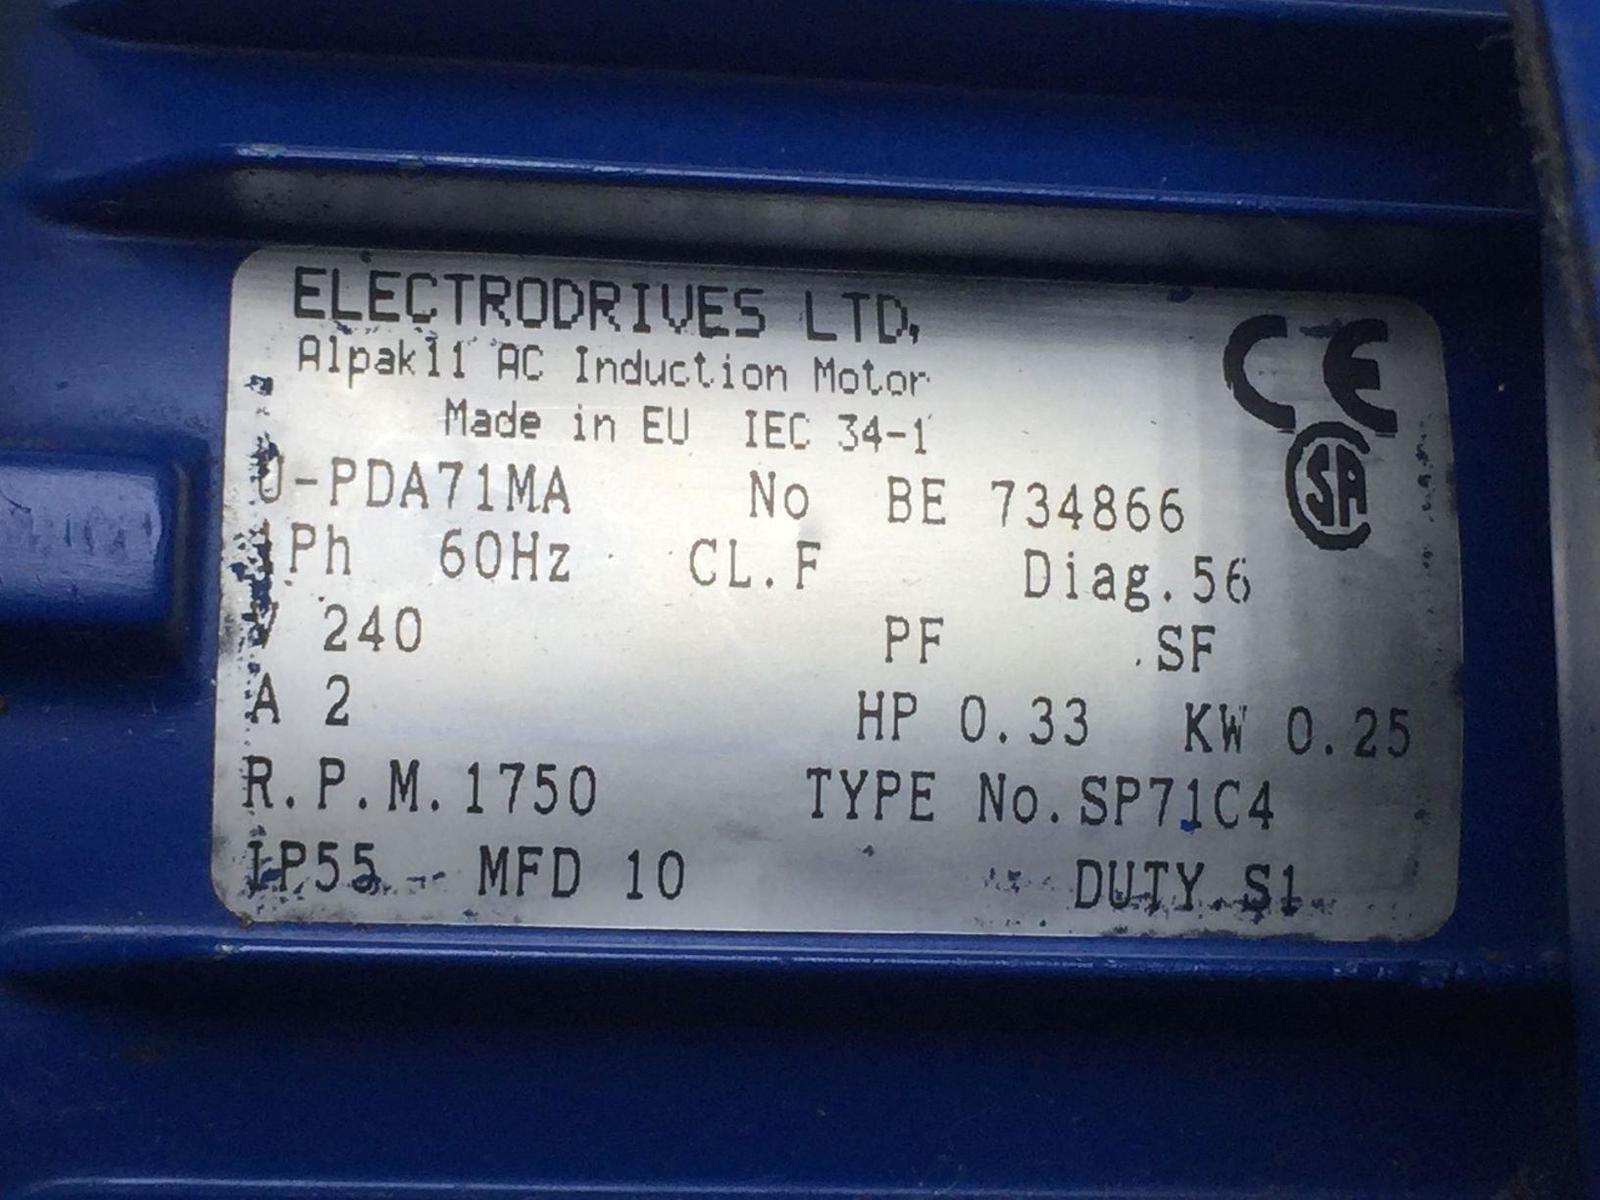 ELECTRODRIVES LTD.
Alpak11 AC Induction Motor
Made in EU IEC 34-1
CE
SA
U-PDA71MA No BE 734866
1Ph 60Hz CL.F Diag.56
V 240 PF SF
A 2 HP 0.33 KW 0.25
R.P.M.1750 TYPE No.SP71C4
IP55 MFD 10 DUTY S1